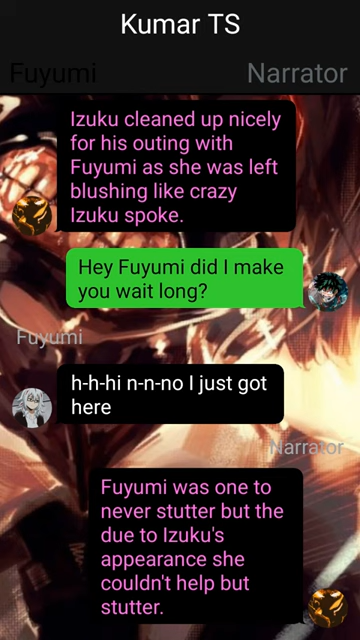 Kumar TS
Fuyumi
Narrator
Izuku cleaned up nicely
for his outing with
Fuyumi as she was left
blushing like crazy
Izuku spoke.
Hey Fuyumi did I make
you wait long?
Fuyumi
h-h-hi n-n-no I just got
here
Narrator
Fuyumi was one to
never stutter but the
due to Izuku's
appearance she
couldn't help but
stutter.